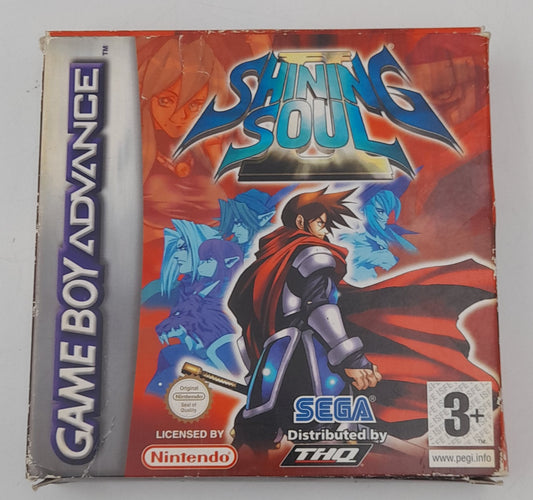 GAME BOY ADVANCE
TM
SHINING
SOUL
II
Original
Nintendo
Seal of
Quality
LICENSED BY
Nintendo
SEGA
Distributed by
THQ
3+
TM
www.pegi.info